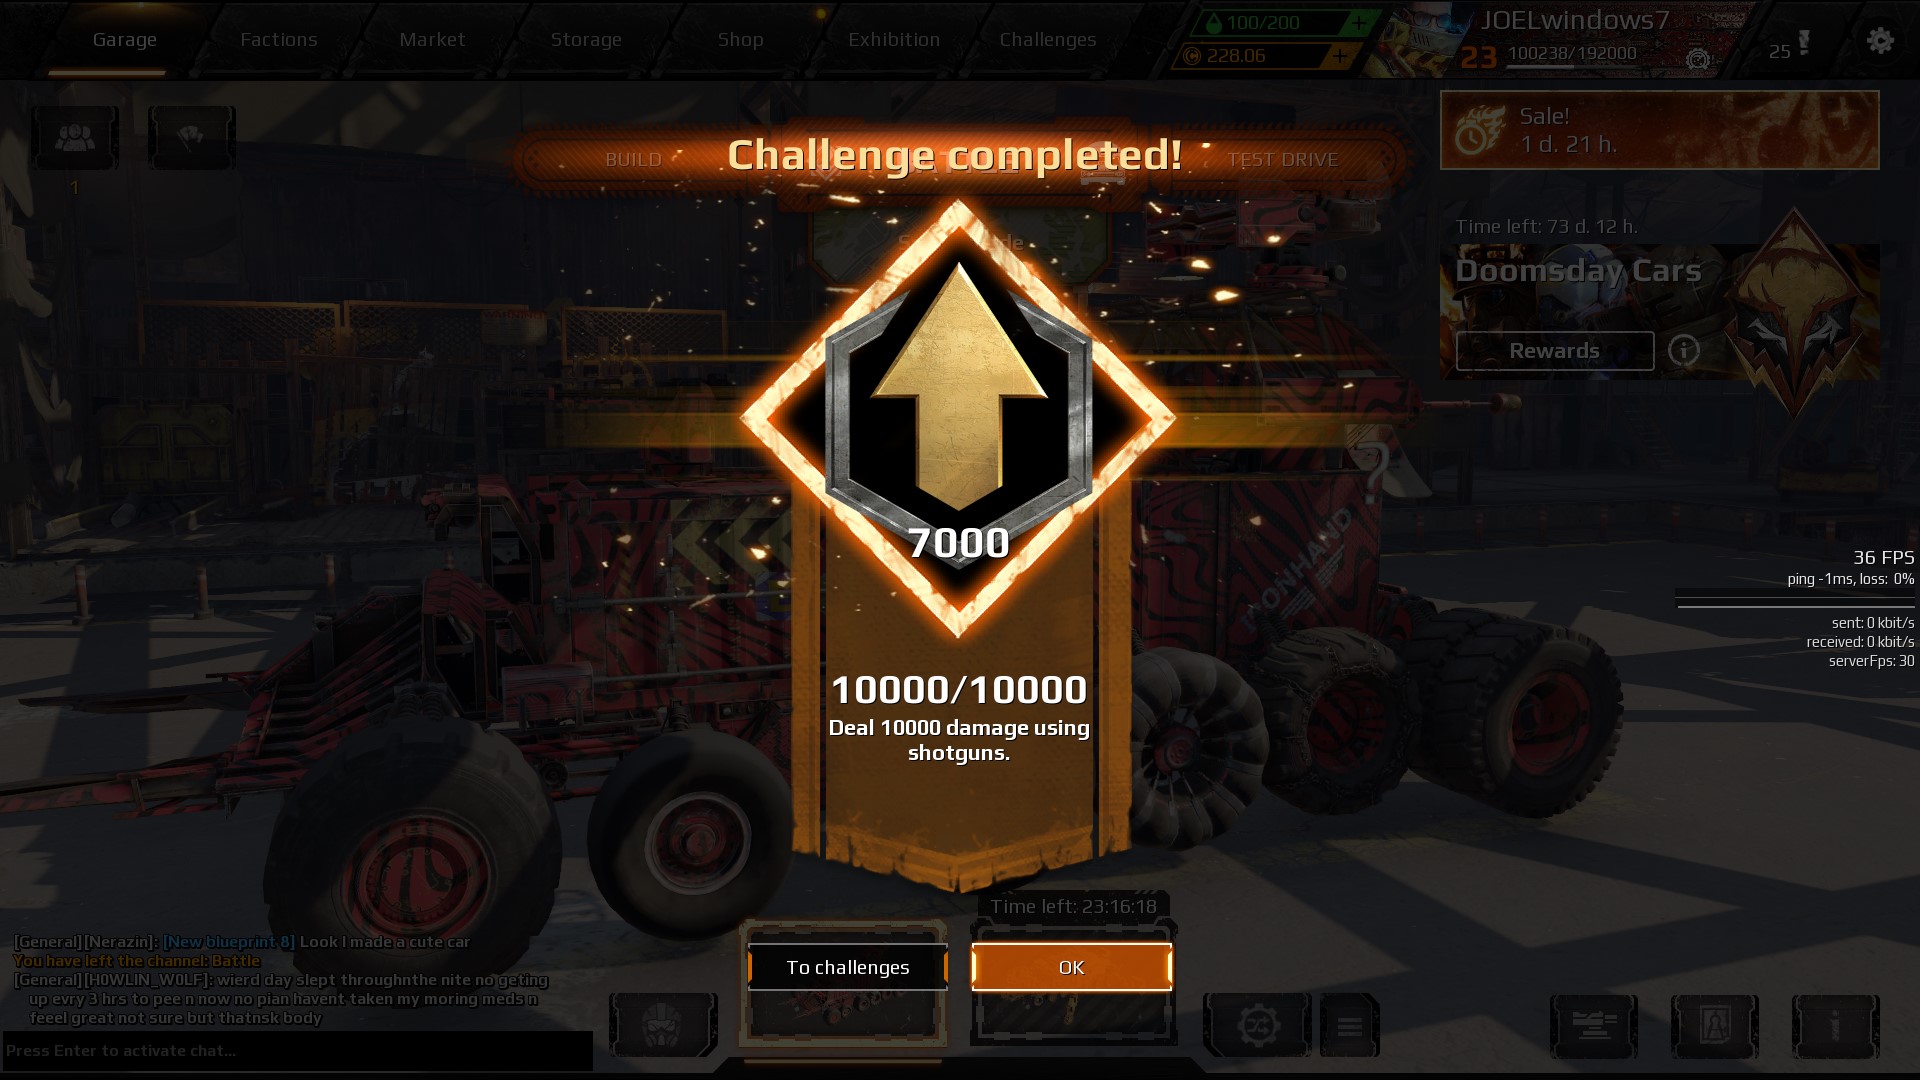 Garage
Factions
Market
Storage
Shop
Exhibition
Challenges
100/200
228.06
JOELwindows7
23 100238/192000
25
1
BUILD
TEST DRIVE
Challenge completed!
Sale!
1 d. 21 h.
Time left: 73 d. 12 h.
Doomsday Cars
Rewards
7000
?
IRONHAND
10000/10000
Deal 10000 damage using
shotguns.
36 FPS
ping -1ms, loss: 0%
sent: 0 kbit/s
received: 0 kbit/s
serverFps: 30
Time left: 23:16:18
To challenges
OK
[General][Nerazin]: [New blueprint 8] Look I made a cute car
You have left the channel: Battle
[General][H0WLIN_W0LF]: wierd day slept throughnthe nite no geting
up evry 3 hrs to pee n now no pian havent taken my moring meds n
feeel great not sure but thatnsk body
Press Enter to activate chat...